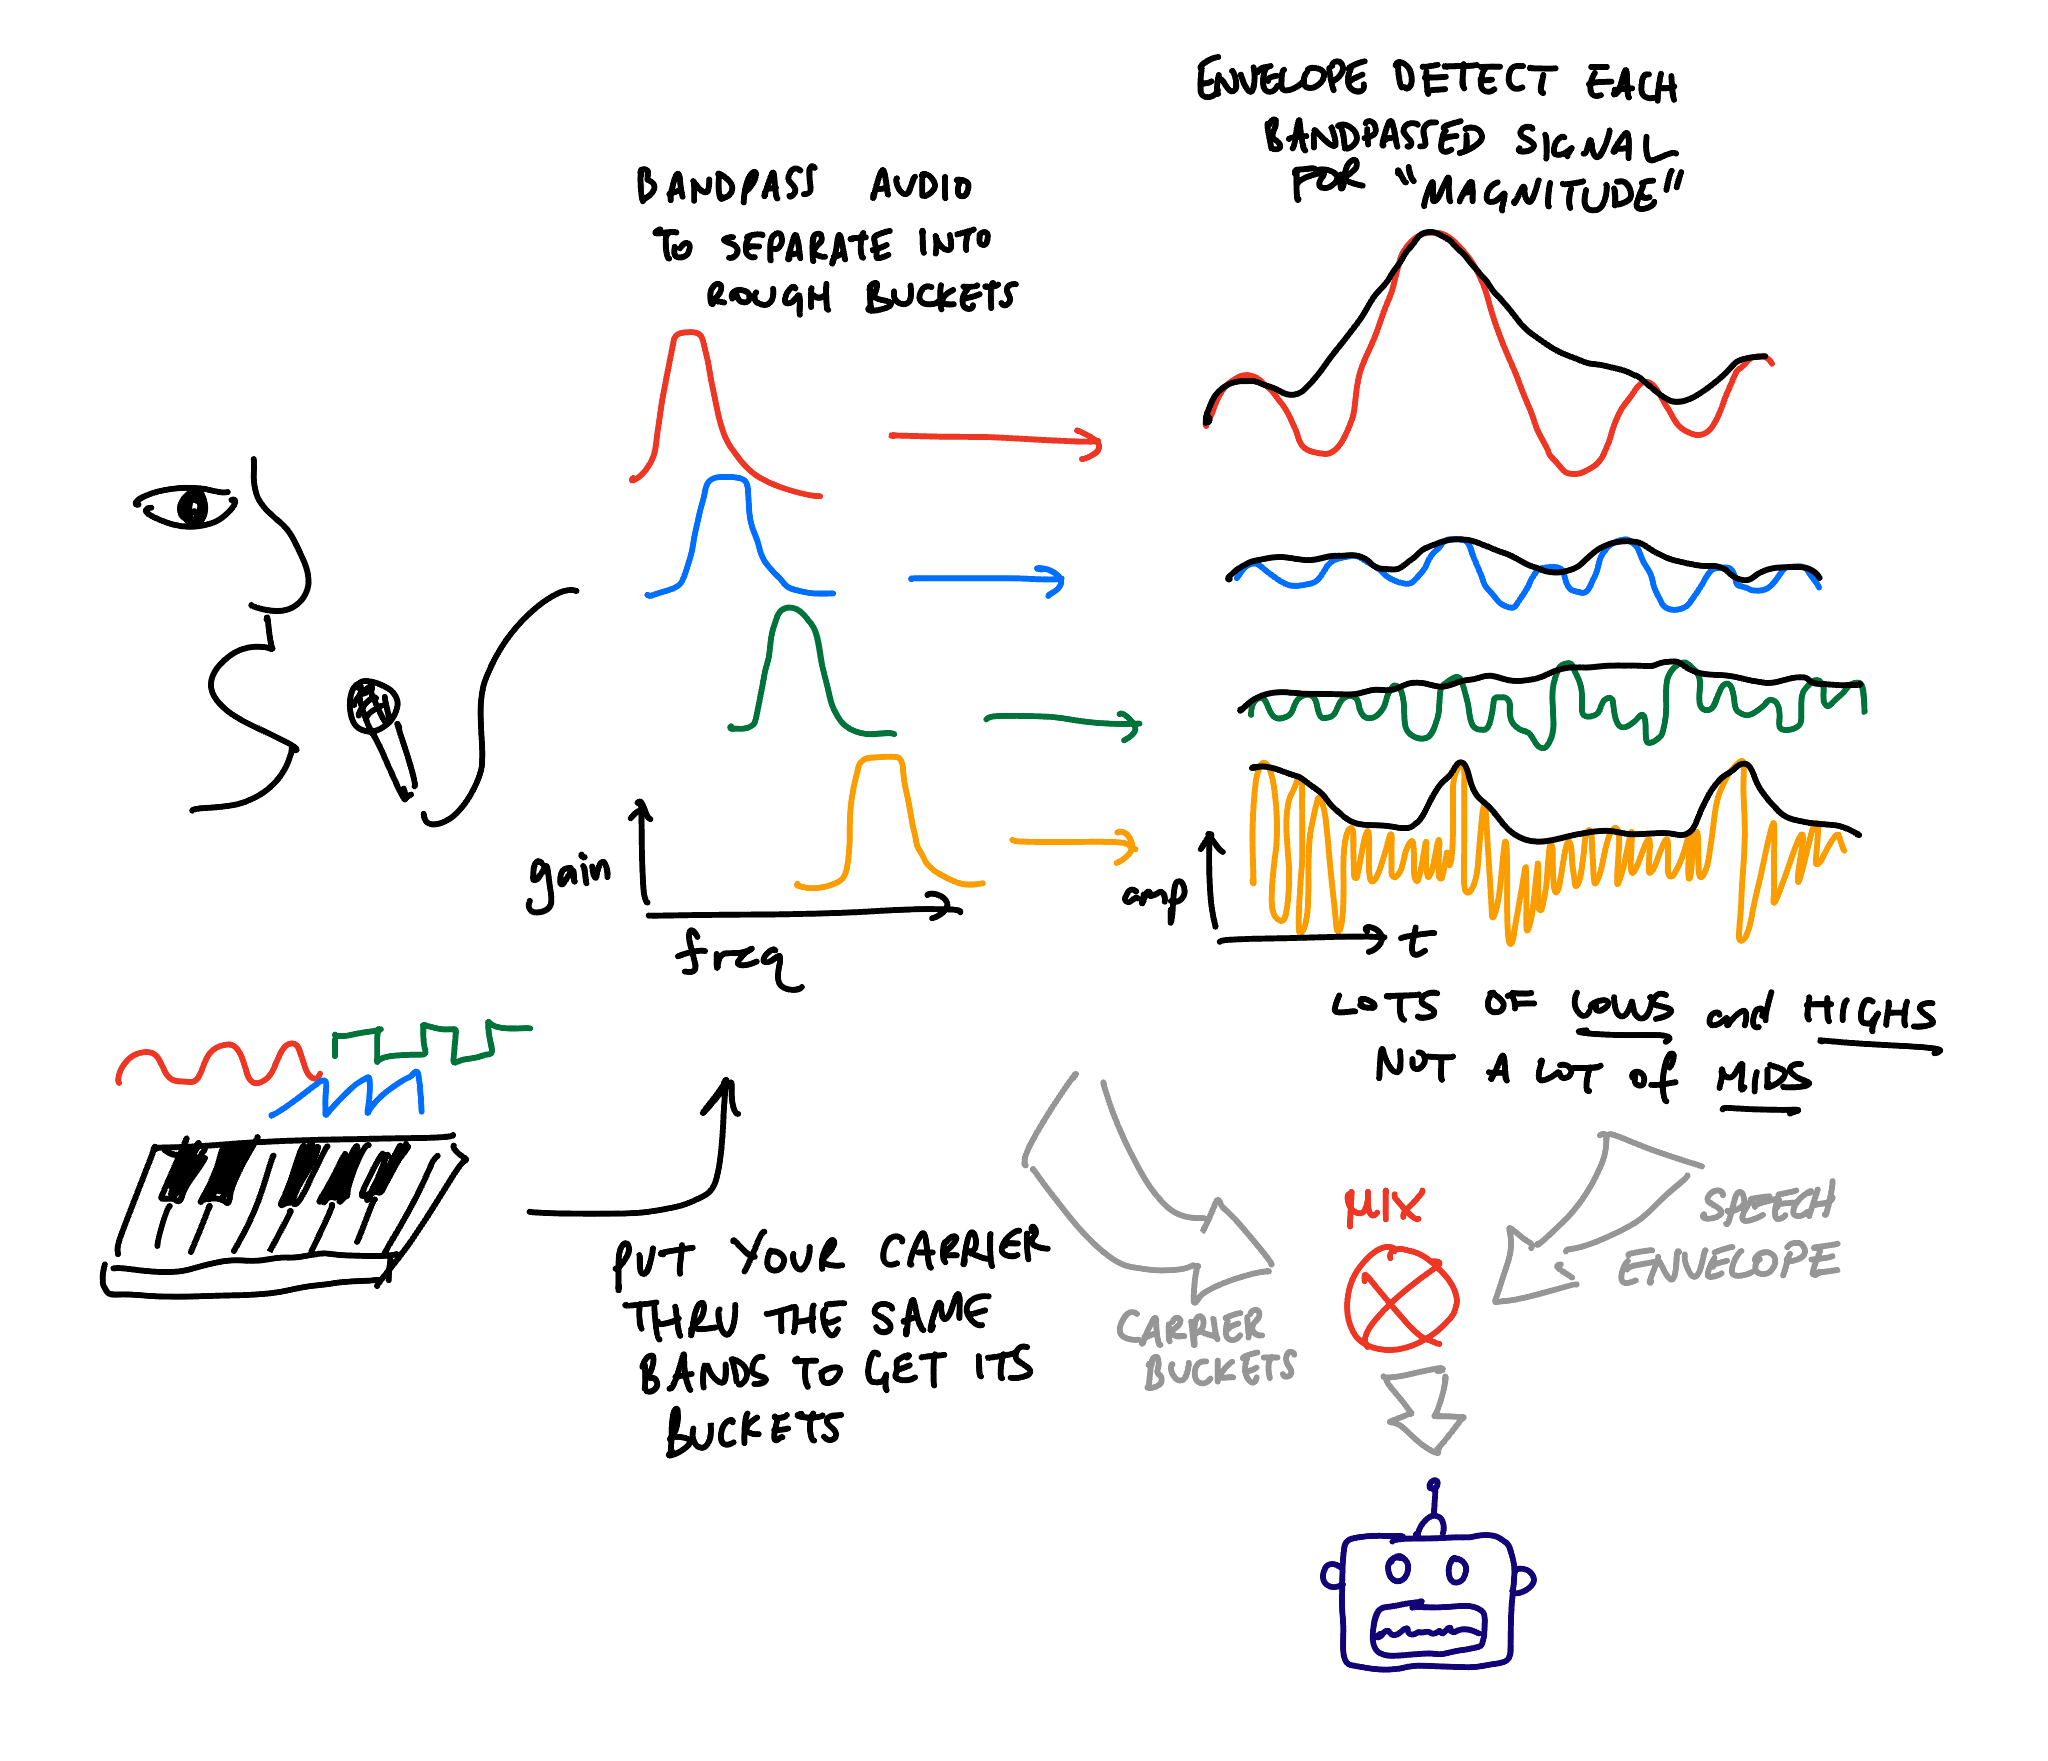 ENVELOPE DETECT EACH
BANDPASSED SIGNAL
FOR "MAGNITUDE"
BANDPASS AUDIO
TO SEPARATE INTO
ROUGH BUCKETS
gain
freq
amp
t
LOTS OF LOWS and HIGHS
NOT A LOT of MIDS
PUT YOUR CARRIER
THRU THE SAME
BANDS TO GET ITS
BUCKETS
CARRIER
BUCKETS
MIX
SPEECH
ENVELOPE